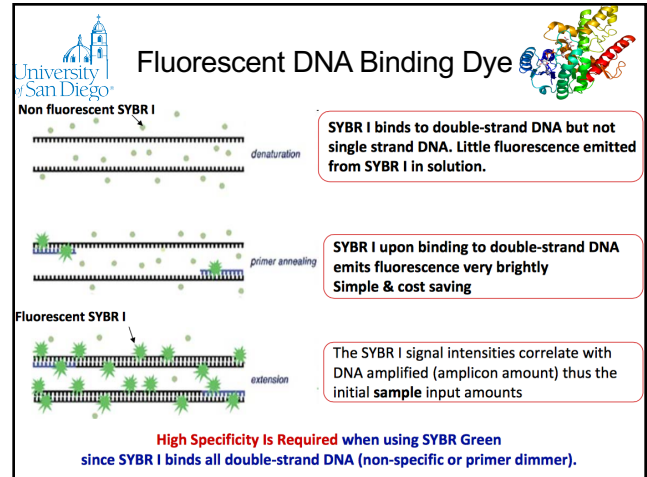 University
of San Diego®
Fluorescent DNA Binding Dye
Non fluorescent SYBR I
denaturation
SYBR I binds to double-strand DNA but not
single strand DNA. Little fluorescence emitted
from SYBR I in solution.
primer annealing
SYBR I upon binding to double-strand DNA
emits fluorescence very brightly
Simple & cost saving
Fluorescent SYBR I
extension
The SYBR I signal intensities correlate with
DNA amplified (amplicon amount) thus the
initial sample input amounts
High Specificity Is Required when using SYBR Green
since SYBR I binds all double-strand DNA (non-specific or primer dimmer).